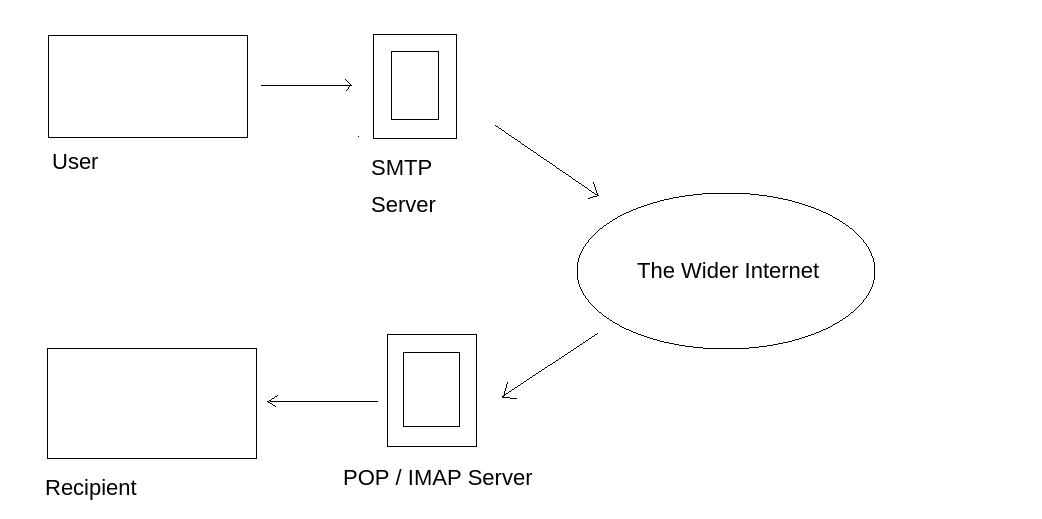 User
SMTP
Server
The Wider Internet
Recipient
POP / IMAP Server